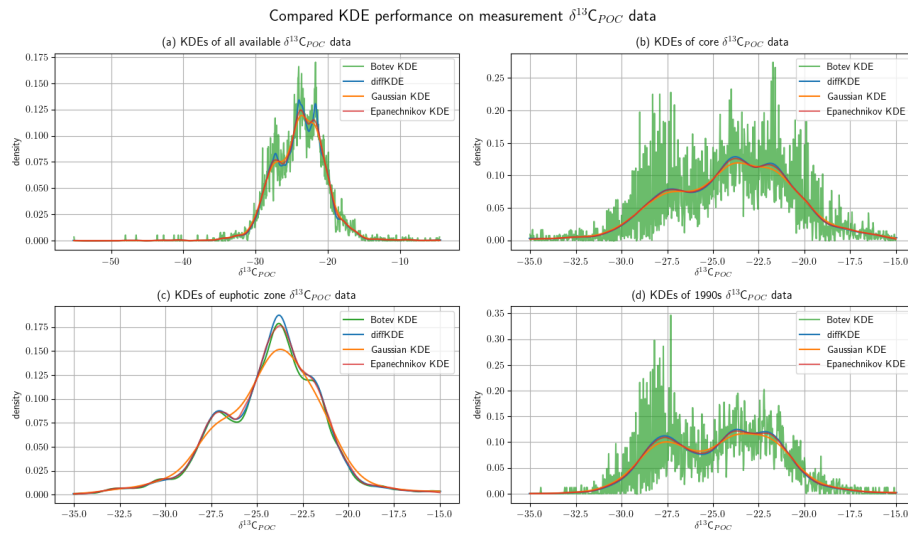 Compared KDE performance on measurement δ¹³C_POC data
(a) KDEs of all available δ¹³C_POC data
0.175
0.150
0.125
0.100
0.075
0.050
0.025
0.000
density
−50
−40
−30
−20
−10
δ¹³C_POC
Botev KDE
diffKDE
Gaussian KDE
Epanechnikov KDE
(b) KDEs of core δ¹³C_POC data
0.25
0.20
0.15
0.10
0.05
0.00
density
−35.0
−32.5
−30.0
−27.5
−25.0
−22.5
−20.0
−17.5
−15.0
δ¹³C_POC
Botev KDE
diffKDE
Gaussian KDE
Epanechnikov KDE
(c) KDEs of euphotic zone δ¹³C_POC data
0.175
0.150
0.125
0.100
0.075
0.050
0.025
0.000
density
−35.0
−32.5
−30.0
−27.5
−25.0
−22.5
−20.0
−17.5
−15.0
δ¹³C_POC
Botev KDE
diffKDE
Gaussian KDE
Epanechnikov KDE
(d) KDEs of 1990s δ¹³C_POC data
0.35
0.30
0.25
0.20
0.15
0.10
0.05
0.00
density
−35.0
−32.5
−30.0
−27.5
−25.0
−22.5
−20.0
−17.5
−15.0
δ¹³C_POC
Botev KDE
diffKDE
Gaussian KDE
Epanechnikov KDE